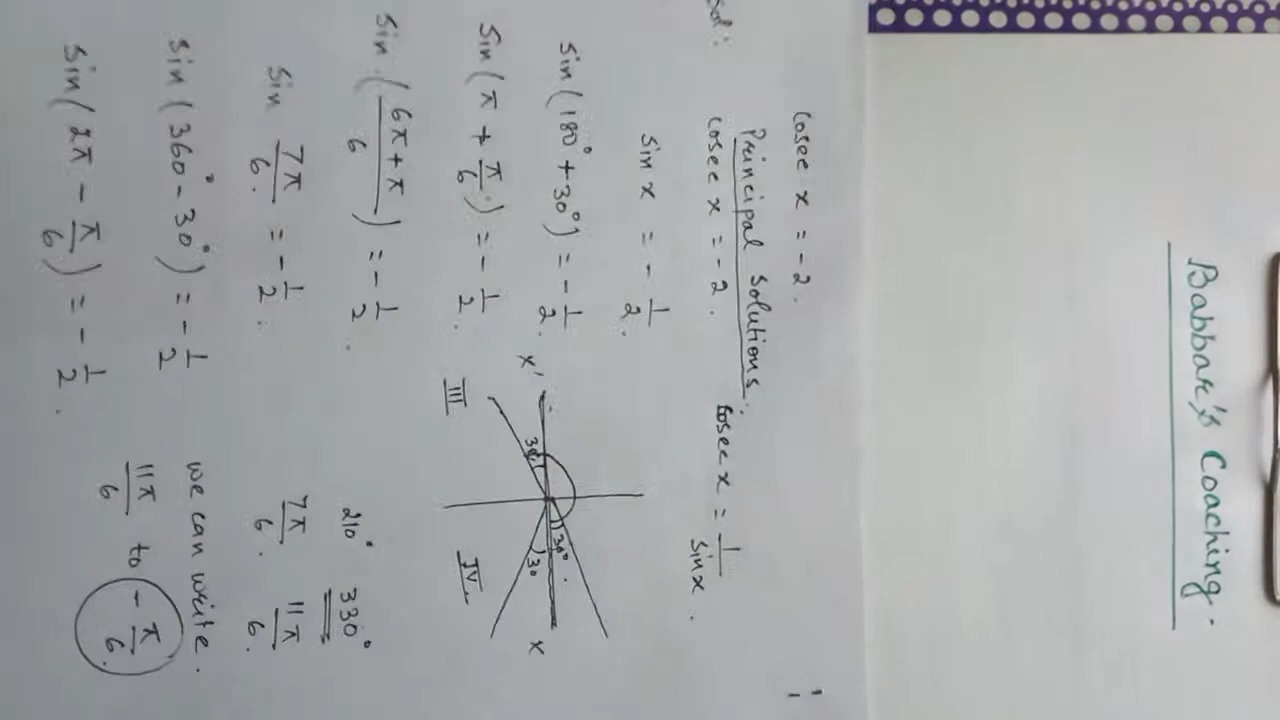 Babbar's Coaching.
Cosec x = -2.
Principal Solutions.
Sol: cosec x = -2. Cosec x = 1/Sin x.
Sin x = -1/2.
Sin(180° + 30°) = -1/2.
Sin(π + π/6) = -1/2.
Sin((6π + π)/6) = -1/2.
Sin 7π/6 = -1/2.
Sin(360° - 30°) = -1/2
Sin(2π - π/6) = -1/2.
X'
III
30°
30
IV
X
210° 330°
7π/6. 11π/6.
we can write.
11π/6 to -π/6.